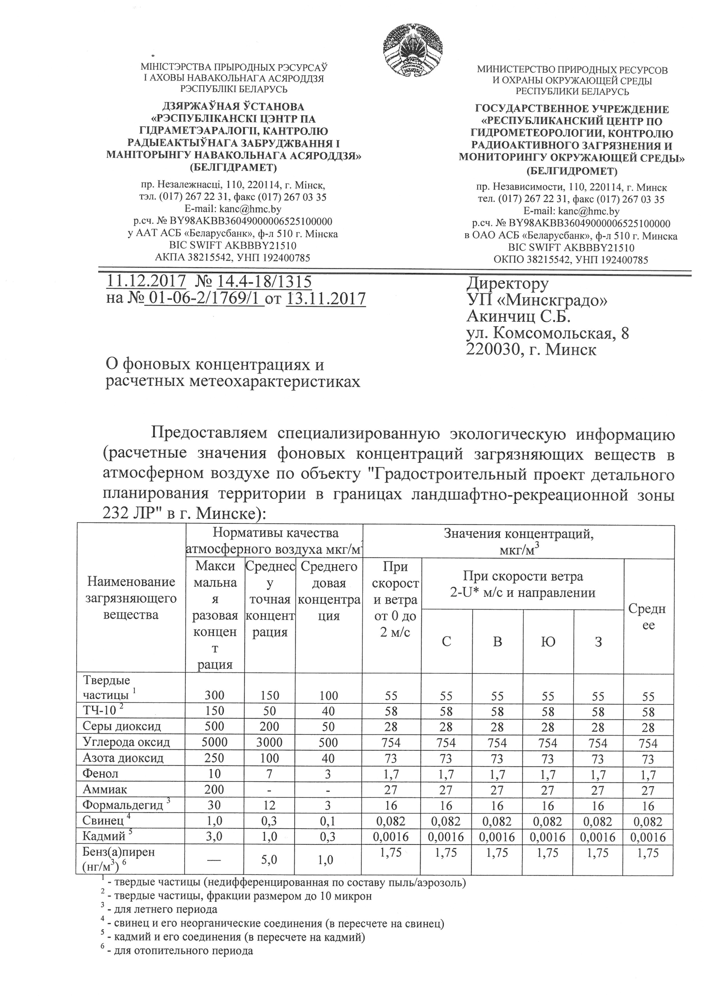 МІНІСТЭРСТВА ПРЫРОДНЫХ РЭСУРСАЎ
І АХОВЫ НАВАКОЛЬНАГА АСЯРОДДЗЯ
РЭСПУБЛІКІ БЕЛАРУСЬ
ДЗЯРЖАЎНАЯ ЎСТАНОВА
«РЭСПУБЛІКАНСКІ ЦЭНТР ПА
ГІДРАМЕТЭАРАЛОГІІ, КАНТРОЛЮ
РАДЫЕАКТЫЎНАГА ЗАБРУДЖВАННЯ І
МАНІТОРЫНГУ НАВАКОЛЬНАГА АСЯРОДДЗЯ»
(БЕЛГІДРАМЕТ)
пр. Незалежнасці, 110, 220114, г. Мінск,
тэл. (017) 267 22 31, факс (017) 267 03 35
E-mail: kanc@hmc.by
р.сч. № BY98AKBB36049000006525100000
у ААТ АСБ «Беларусбанк», ф-л 510 г. Мінска
BIC SWIFT AKBBBY21510
АКПА 38215542, УНП 192400785
МИНИСТЕРСТВО ПРИРОДНЫХ РЕСУРСОВ
И ОХРАНЫ ОКРУЖАЮЩЕЙ СРЕДЫ
РЕСПУБЛИКИ БЕЛАРУСЬ
ГОСУДАРСТВЕННОЕ УЧРЕЖДЕНИЕ
«РЕСПУБЛИКАНСКИЙ ЦЕНТР ПО
ГИДРОМЕТЕОРОЛОГИИ, КОНТРОЛЮ
РАДИОАКТИВНОГО ЗАГРЯЗНЕНИЯ И
МОНИТОРИНГУ ОКРУЖАЮЩЕЙ СРЕДЫ»
(БЕЛГИДРОМЕТ)
пр. Независимости, 110, 220114, г. Минск
тел. (017) 267 22 31, факс (017) 267 03 35
E-mail: kanc@hmc.by
р.сч. № BY98AKBB36049000006525100000
в ОАО АСБ «Беларусбанк», ф-л 510 г. Минска
BIC SWIFT AKBBBY21510
ОКПО 38215542, УНП 192400785
11.12.2017 № 14.4-18/1315
на № 01-06-2/1769/1 от 13.11.2017
Директору
УП «Минскградо»
Акинчиц С.Б.
ул. Комсомольская, 8
220030, г. Минск
О фоновых концентрациях и
расчетных метеохарактеристиках
Предоставляем специализированную экологическую информацию
(расчетные значения фоновых концентраций загрязняющих веществ в
атмосферном воздухе по объекту "Градостроительный проект детального
планирования территории в границах ландшафтно-рекреационной зоны
232 ЛР" в г. Минске):
Наименование
загрязняющего
вещества
Нормативы качества
атмосферного воздуха мкг/м
Значения концентраций,
мкг/м³
Макси
мальна
я
разовая
концен
т
рация
Среднес
у
точная
концент
рация
Среднего
довая
концентра
ция
При
скорост
и ветра
от 0 до
2 м/с
При скорости ветра
2-U* м/с и направлении
С В Ю З
Средн
ее
Твердые
частицы ¹ 300 150 100 55 55 55 55 55 55
ТЧ-10 ² 150 50 40 58 58 58 58 58 58
Серы диоксид 500 200 50 28 28 28 28 28 28
Углерода оксид 5000 3000 500 754 754 754 754 754 754
Азота диоксид 250 100 40 73 73 73 73 73 73
Фенол 10 7 3 1,7 1,7 1,7 1,7 1,7 1,7
Аммиак 200 - - 27 27 27 27 27 27
Формальдегид ³ 30 12 3 16 16 16 16 16 16
Свинец ⁴ 1,0 0,3 0,1 0,082 0,082 0,082 0,082 0,082 0,082
Кадмий ⁵ 3,0 1,0 0,3 0,0016 0,0016 0,0016 0,0016 0,0016 0,0016
Бенз(а)пирен
(нг/м³) ⁶ — 5,0 1,0 1,75 1,75 1,75 1,75 1,75 1,75
¹ - твердые частицы (недифференцированная по составу пыль/аэрозоль)
² - твердые частицы, фракции размером до 10 микрон
³ - для летнего периода
⁴ - свинец и его неорганические соединения (в пересчете на свинец)
⁵ - кадмий и его соединения (в пересчете на кадмий)
⁶ - для отопительного периода